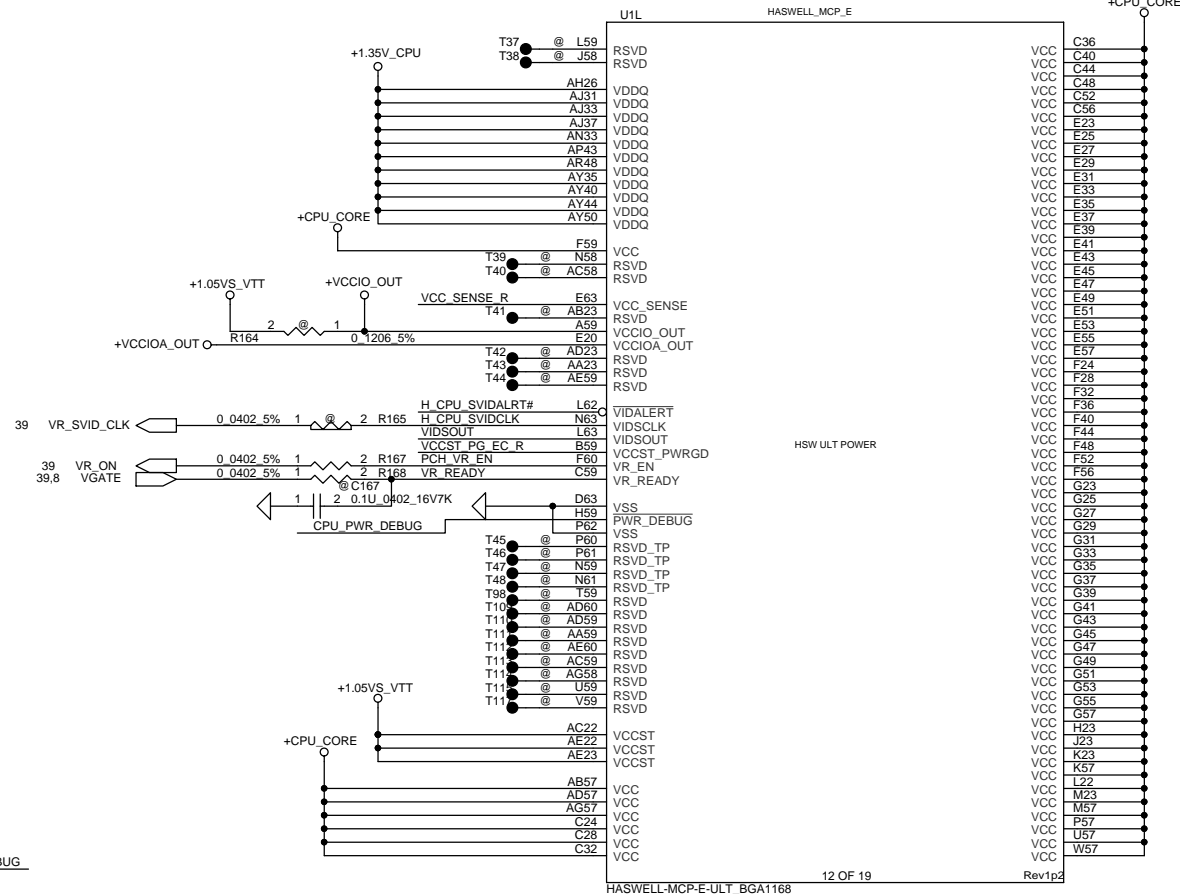 U1L HASWELL_MCP_E
+CPU_CORE
T37 @ L59 RSVD
T38 @ J58 RSVD
+1.35V_CPU
AH26 VDDQ
AJ31 VDDQ
AJ33 VDDQ
AJ37 VDDQ
AN33 VDDQ
AP43 VDDQ
AR48 VDDQ
AY35 VDDQ
AY40 VDDQ
AY44 VDDQ
AY50 VDDQ
+CPU_CORE
F59 VCC
T39 @ N58 RSVD
T40 @ AC58 RSVD
+1.05VS_VTT +VCCIO_OUT
VCC_SENSE_R E63 VCC_SENSE
T41 @ AB23 RSVD
2 @ 1 A59 VCCIO_OUT
R164 0_1206_5%
+VCCIOA_OUT E20 VCCIOA_OUT
T42 @ AD23 RSVD
T43 @ AA23 RSVD
T44 @ AE59 RSVD
H_CPU_SVIDALRT# L62 VIDALERT
39 VR_SVID_CLK 0_0402_5% 1 @ 2 R165 H_CPU_SVIDCLK N63 VIDSCLK
VIDSOUT L63 VIDSOUT
VCCST_PG_EC_R B59 VCCST_PWRGD
39 VR_ON 0_0402_5% 1 2 R167 PCH_VR_EN F60 VR_EN
39,8 VGATE 0_0402_5% 1 2 R168 VR_READY C59 VR_READY
@ C167
1 2 0.1U_0402_16V7K
D63 VSS
CPU_PWR_DEBUG H59 PWR_DEBUG
P62 VSS
T45 @ P60 RSVD_TP
T46 @ P61 RSVD_TP
T47 @ N59 RSVD_TP
T48 @ N61 RSVD_TP
T98 @ T59 RSVD
T109 @ AD60 RSVD
@ AD59 RSVD
@ AA59 RSVD
@ AE60 RSVD
@ AC59 RSVD
@ AG58 RSVD
@ U59 RSVD
@ V59 RSVD
+1.05VS_VTT
AC22 VCCST
AE22 VCCST
AE23 VCCST
+CPU_CORE
AB57 VCC
AD57 VCC
AG57 VCC
C24 VCC
C28 VCC
C32 VCC
HSW ULT POWER
VCC C36
VCC C40
VCC C44
VCC C48
VCC C52
VCC C56
VCC E23
VCC E25
VCC E27
VCC E29
VCC E31
VCC E33
VCC E35
VCC E37
VCC E39
VCC E41
VCC E43
VCC E45
VCC E47
VCC E49
VCC E51
VCC E53
VCC E55
VCC E57
VCC F24
VCC F28
VCC F32
VCC F36
VCC F40
VCC F44
VCC F48
VCC F52
VCC F56
VCC G23
VCC G25
VCC G27
VCC G29
VCC G31
VCC G33
VCC G35
VCC G37
VCC G39
VCC G41
VCC G43
VCC G45
VCC G47
VCC G49
VCC G51
VCC G53
VCC G55
VCC G57
VCC H23
VCC J23
VCC K23
VCC K57
VCC L22
VCC M23
VCC M57
VCC P57
VCC U57
VCC W57
12 OF 19 Rev1p2
HASWELL-MCP-E-ULT_BGA1168